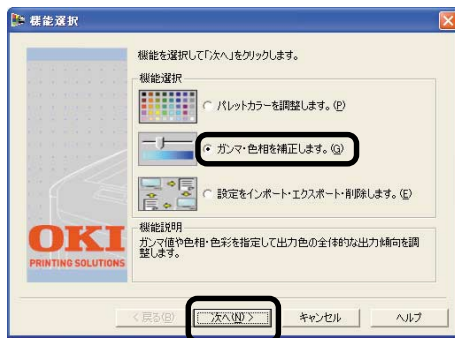 機能選択
機能を選択して「次へ」をクリックします。
機能選択
パレットカラーを調整します。(P)
ガンマ・色相を補正します。(G)
設定をインポート・エクスポート・削除します。(E)
機能説明
ガンマ値や色相・色彩を指定して出力色の全体的な出力傾向を調
整します。
OKI
PRINTING SOLUTIONS
< 戻る(B)
次へ(N) >
キャンセル
ヘルプ